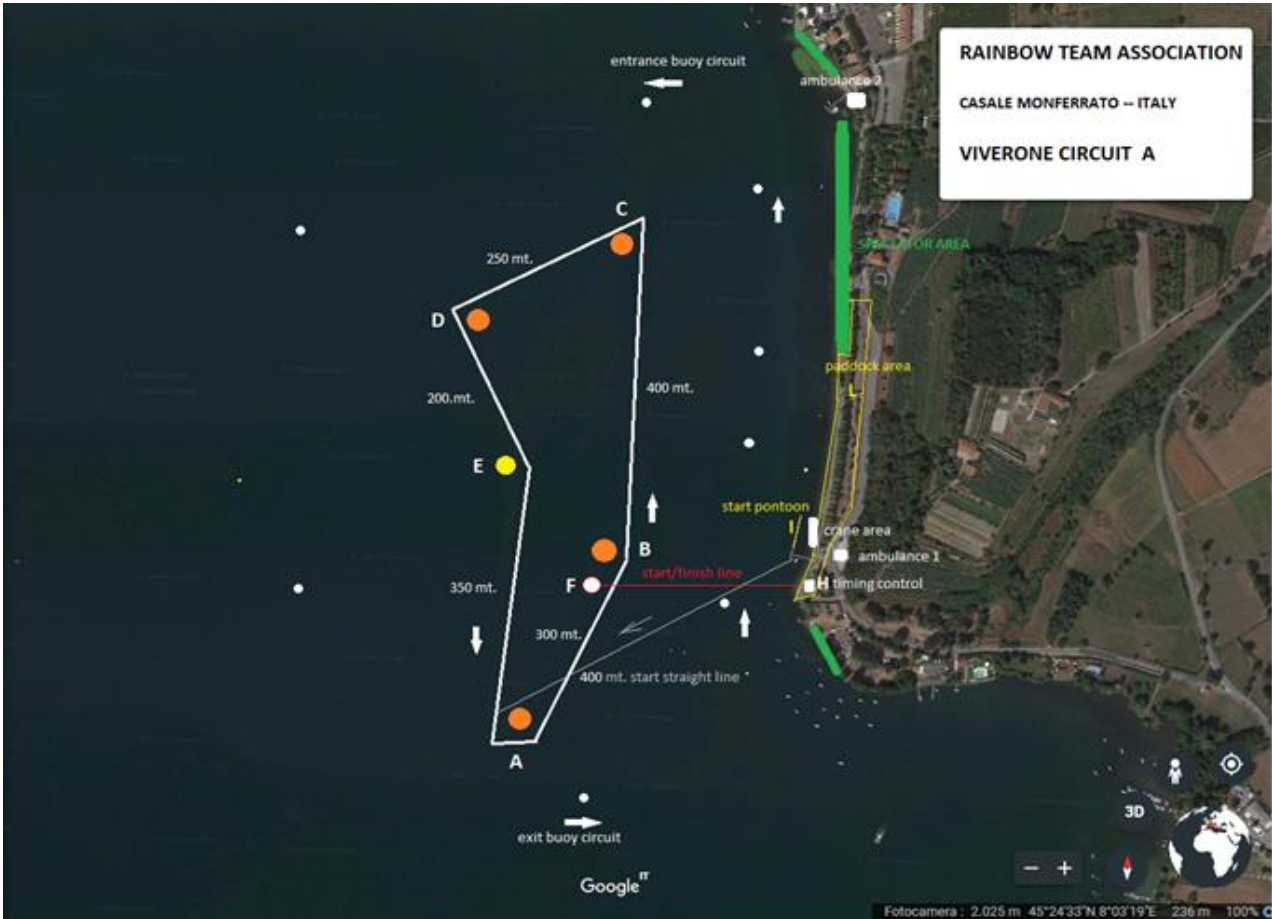 RAINBOW TEAM ASSOCIATION
CASALE MONFERRATO -- ITALY
VIVERONE CIRCUIT A
entrance buoy circuit
ambulance 2
C
250 mt.
SPECTATOR AREA
D
paddock area
L
200.mt.
400 mt.
E
start pontoon
I
crane area
B
ambulance 1
start/finish line
F
H timing control
350 mt.
300 mt.
400 mt. start straight line
A
exit buoy circuit
3D
Google
Fotocamera : 2.025 m 45°24'33"N 8°03'19"E 236 m 100%